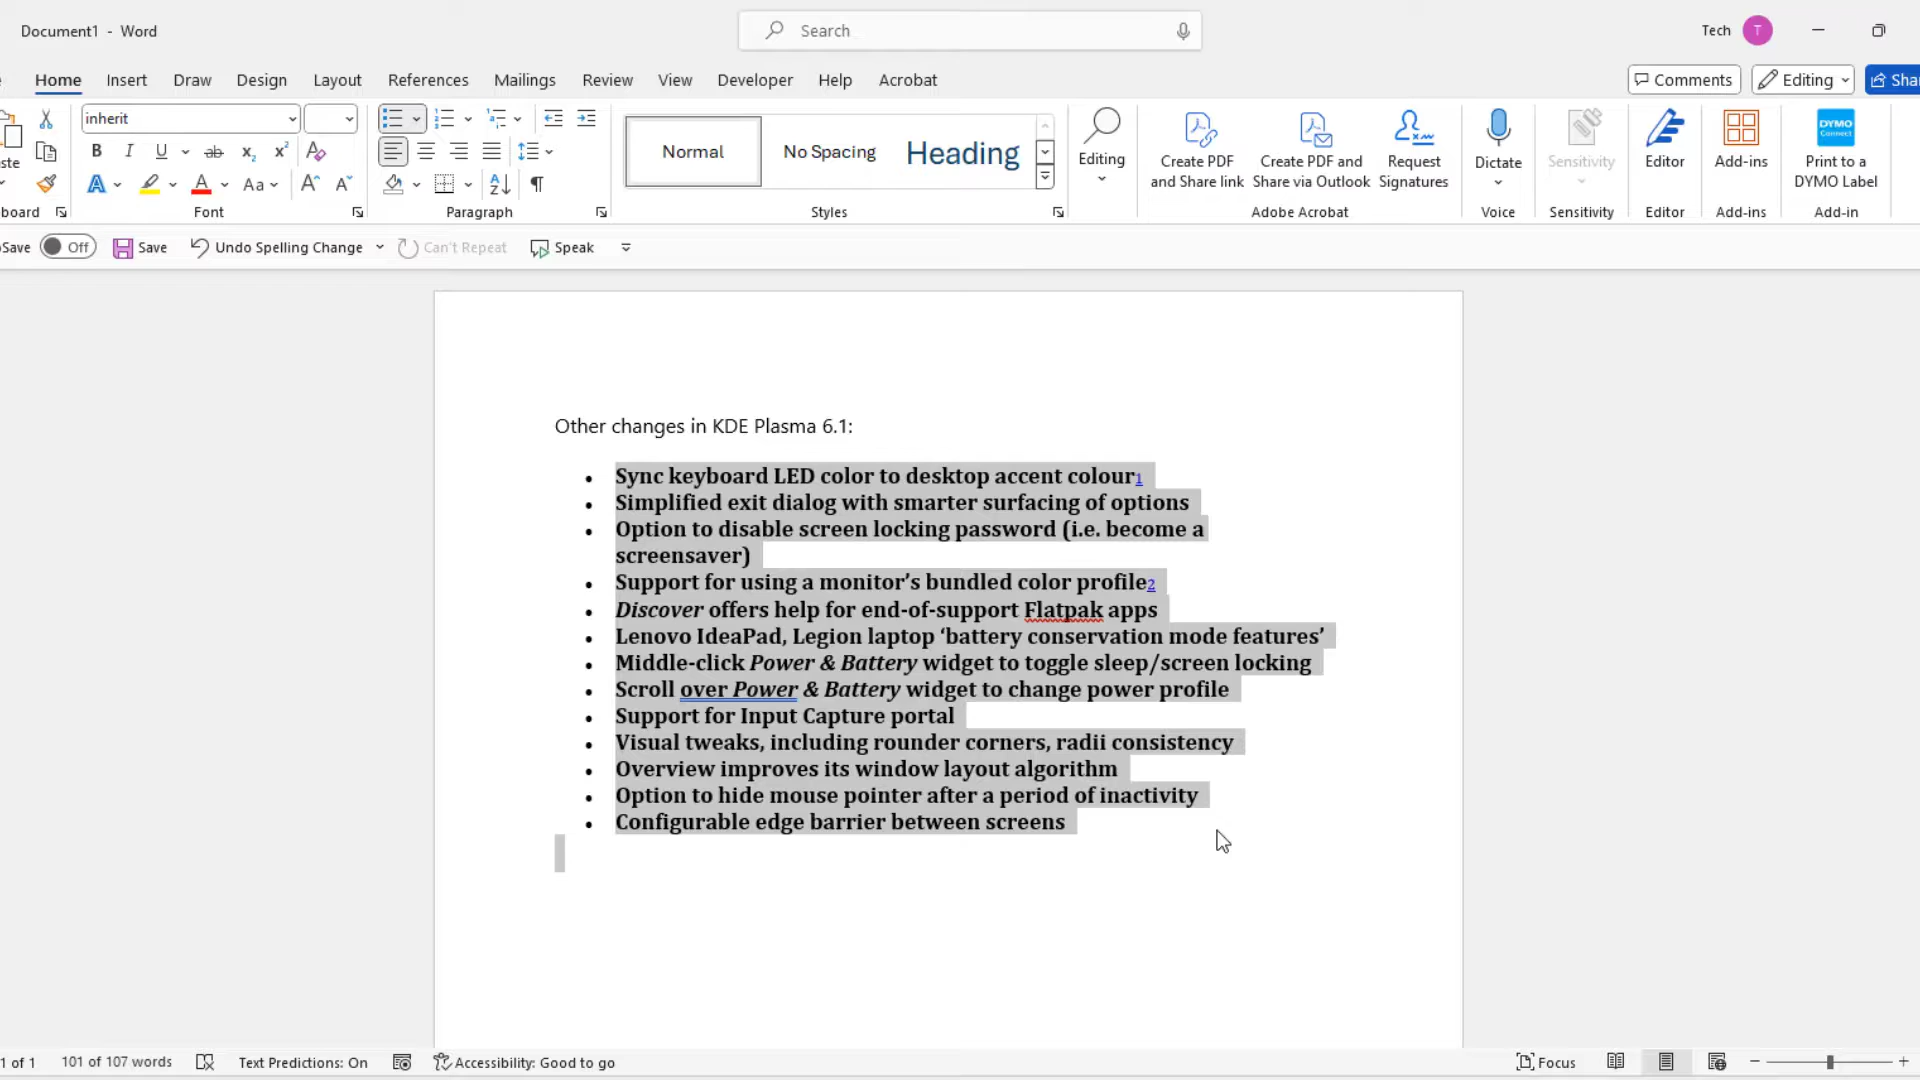 Document1 - Word
Search
Tech
T
Home Insert Draw Design Layout References Mailings Review View Developer Help Acrobat
Comments Editing
inherit
Normal
No Spacing
Heading
Editing
Create PDF
and Share link
Create PDF and
Share via Outlook
Request
Signatures
Dictate
Sensitivity
Editor
Add-ins
DYMO
Connect
Print to a
DYMO Label
Font
Paragraph
Styles
Adobe Acrobat
Voice
Sensitivity
Editor
Add-ins
Add-in
Save Off Save Undo Spelling Change Can't Repeat Speak
Other changes in KDE Plasma 6.1:
• Sync keyboard LED color to desktop accent colour1
• Simplified exit dialog with smarter surfacing of options
• Option to disable screen locking password (i.e. become a
screensaver)
• Support for using a monitor’s bundled color profile2
• Discover offers help for end-of-support Flatpak apps
• Lenovo IdeaPad, Legion laptop ‘battery conservation mode features’
• Middle-click Power & Battery widget to toggle sleep/screen locking
• Scroll over Power & Battery widget to change power profile
• Support for Input Capture portal
• Visual tweaks, including rounder corners, radii consistency
• Overview improves its window layout algorithm
• Option to hide mouse pointer after a period of inactivity
• Configurable edge barrier between screens
1 of 1 101 of 107 words Text Predictions: On Accessibility: Good to go Focus